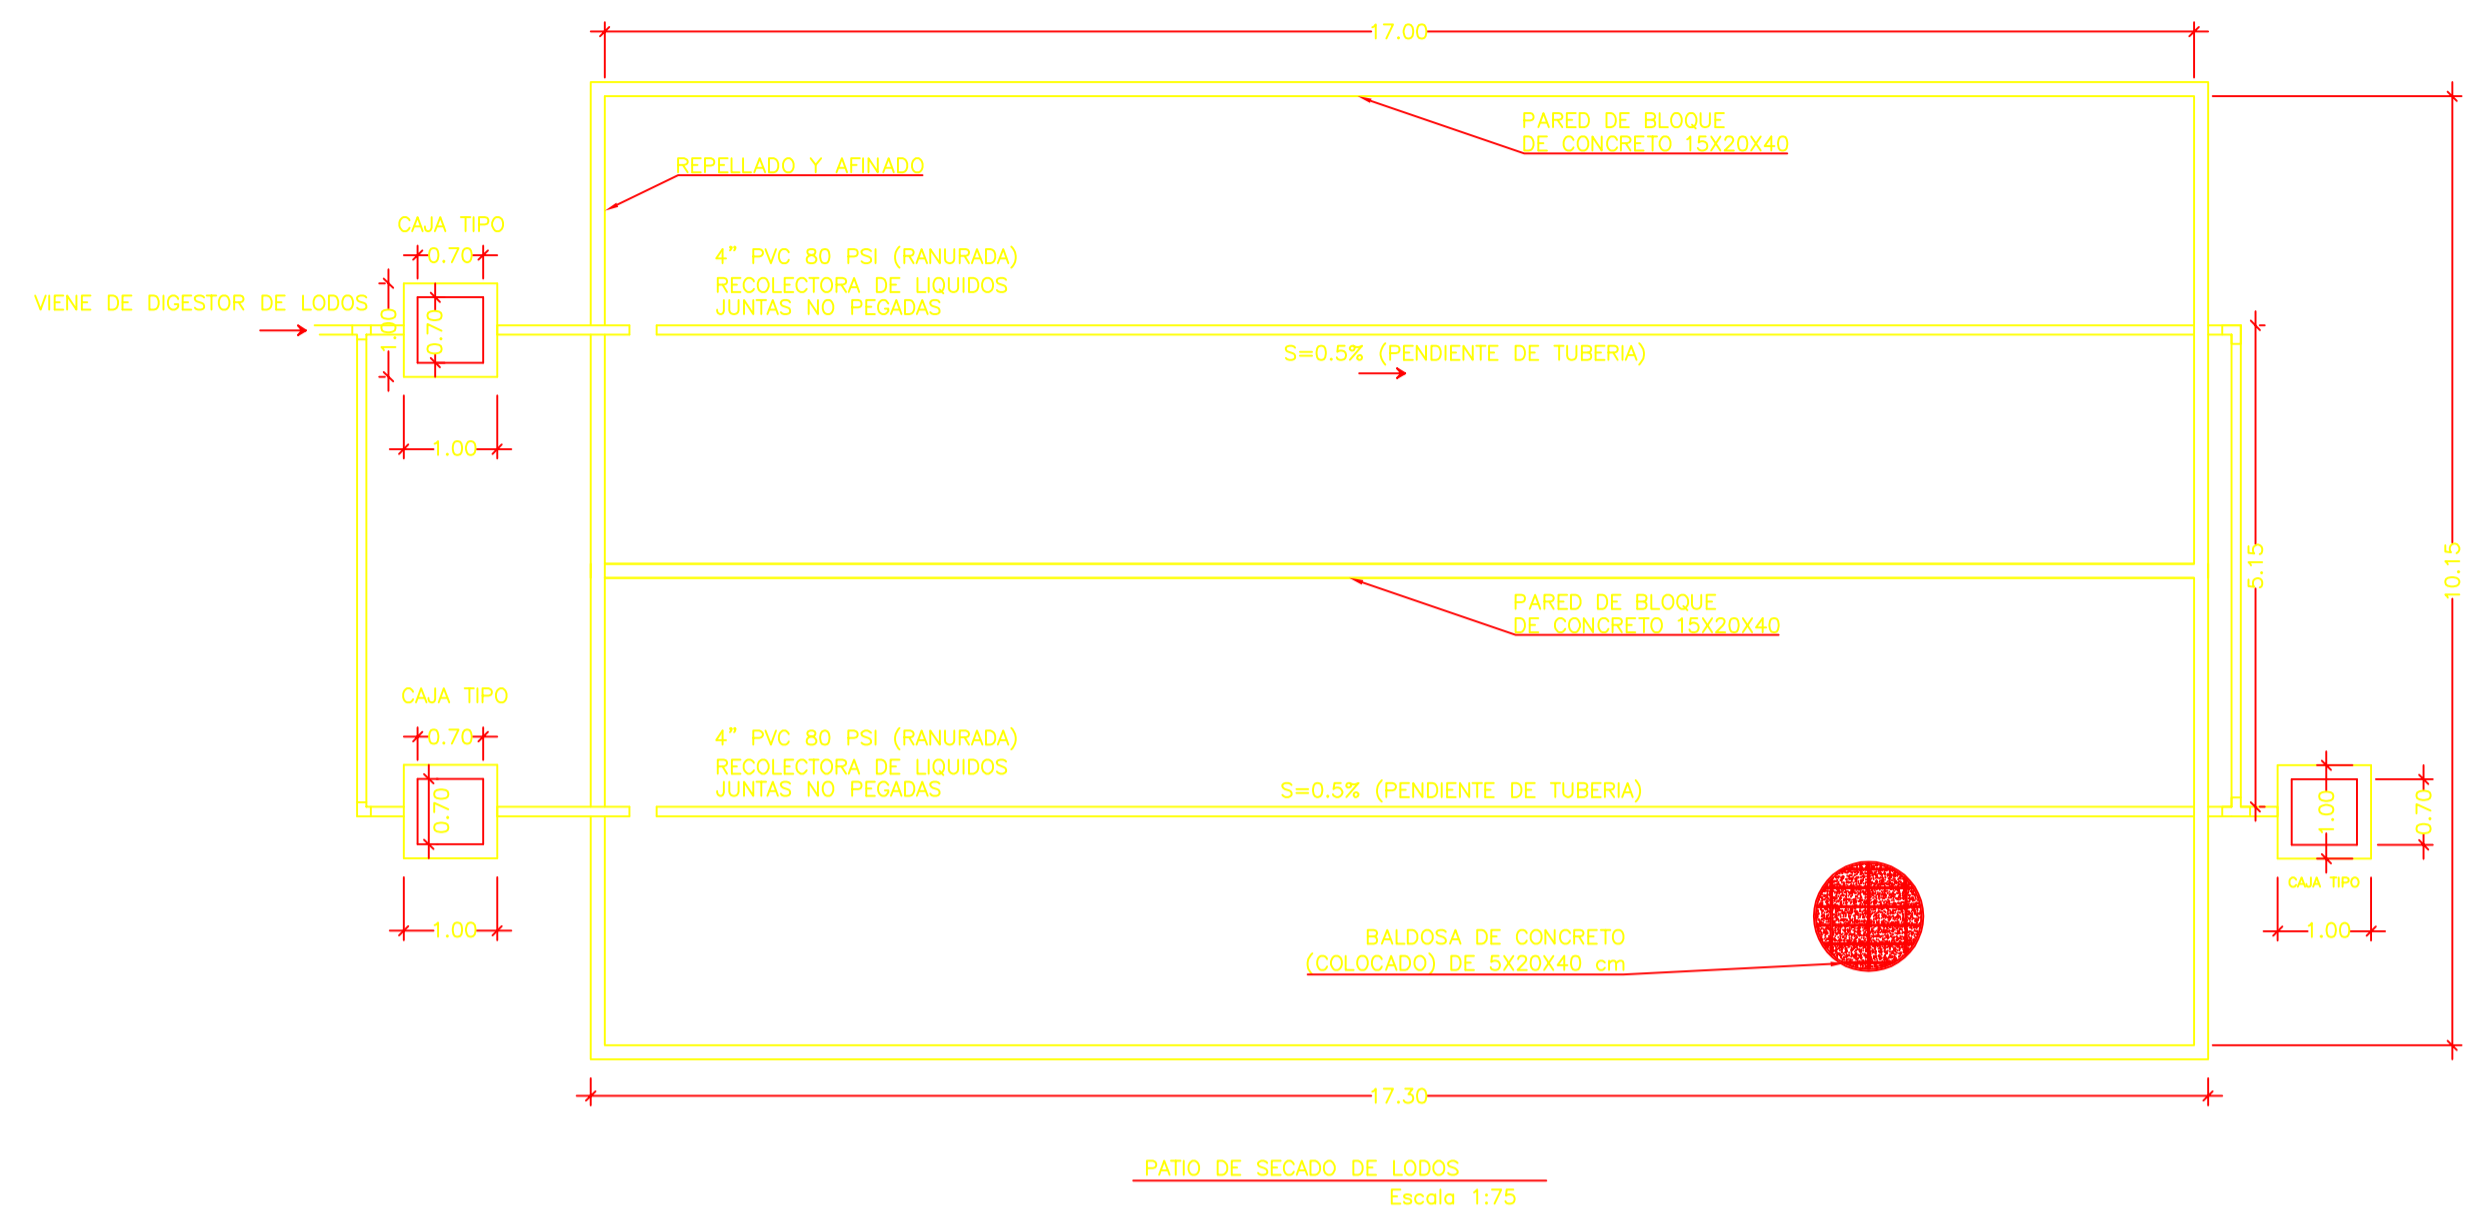 17.00
PARED DE BLOQUE
DE CONCRETO 15X20X40
REPELLADO Y AFINADO
CAJA TIPO
0.70
4" PVC 80 PSI (RANURADA)
RECOLECTORA DE LIQUIDOS
JUNTAS NO PEGADAS
VIENE DE DIGESTOR DE LODOS
1.00
0.70
S=0.5% (PENDIENTE DE TUBERIA)
1.00
5.15
10.15
PARED DE BLOQUE
DE CONCRETO 15X20X40
CAJA TIPO
0.70
4" PVC 80 PSI (RANURADA)
RECOLECTORA DE LIQUIDOS
JUNTAS NO PEGADAS
S=0.5% (PENDIENTE DE TUBERIA)
0.70
1.00
0.70
CAJA TIPO
1.00
1.00
BALDOSA DE CONCRETO
(COLOCADO) DE 5X20X40 cm
17.30
PATIO DE SECADO DE LODOS
Escala 1:75